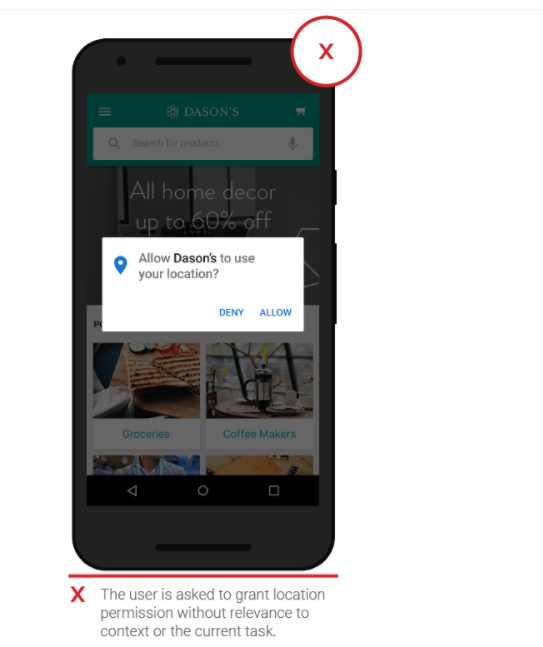 X
DASON'S
Search for products
All home decor
up to 60% off
Allow Dason's to use
your location?
DENY ALLOW
Groceries Coffee Makers
X The user is asked to grant location
permission without relevance to
context or the current task.